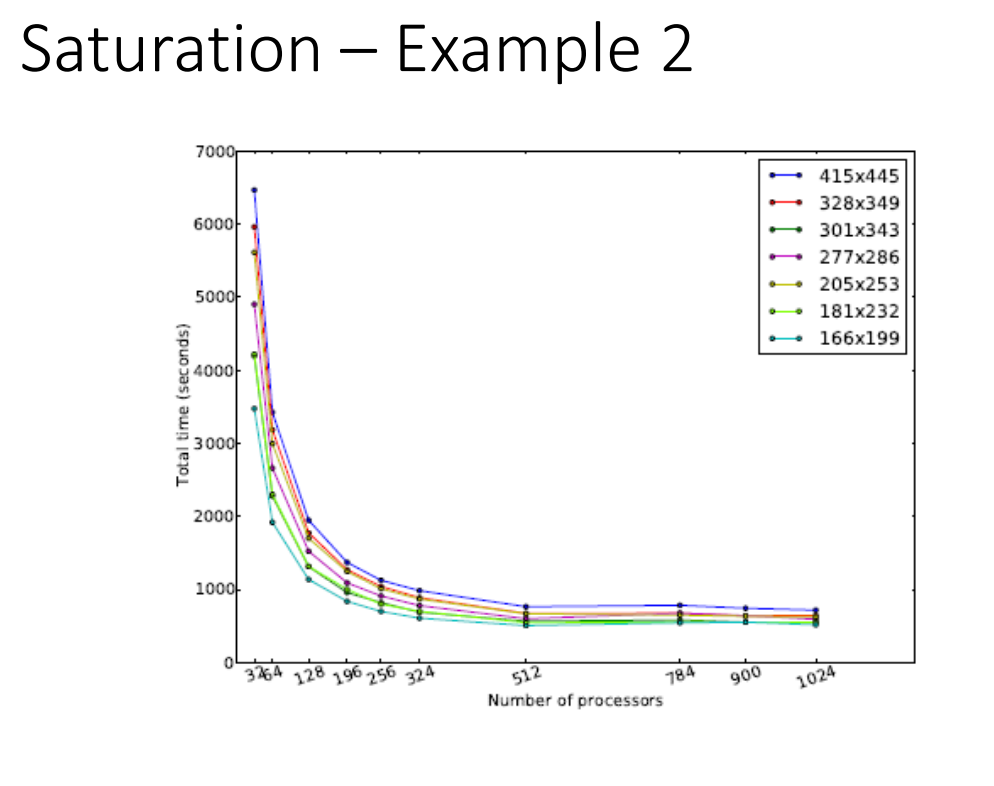 Saturation – Example 2
7000
6000
5000
4000
3000
2000
1000
0
Total time (seconds)
415x445
328x349
301x343
277x286
205x253
181x232
166x199
32 64 128 196 256 324 512 784 900 1024
Number of processors